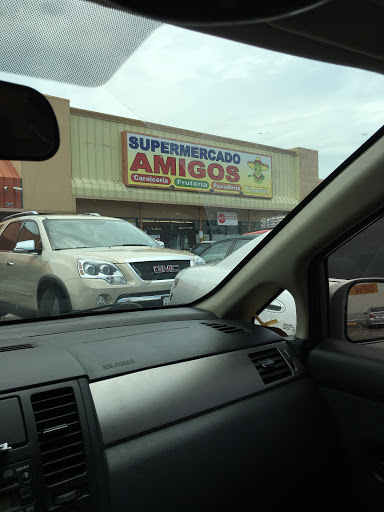 SUPERMERCADO
AMIGOS
Carniceria Fruteria Panaderia
GMC